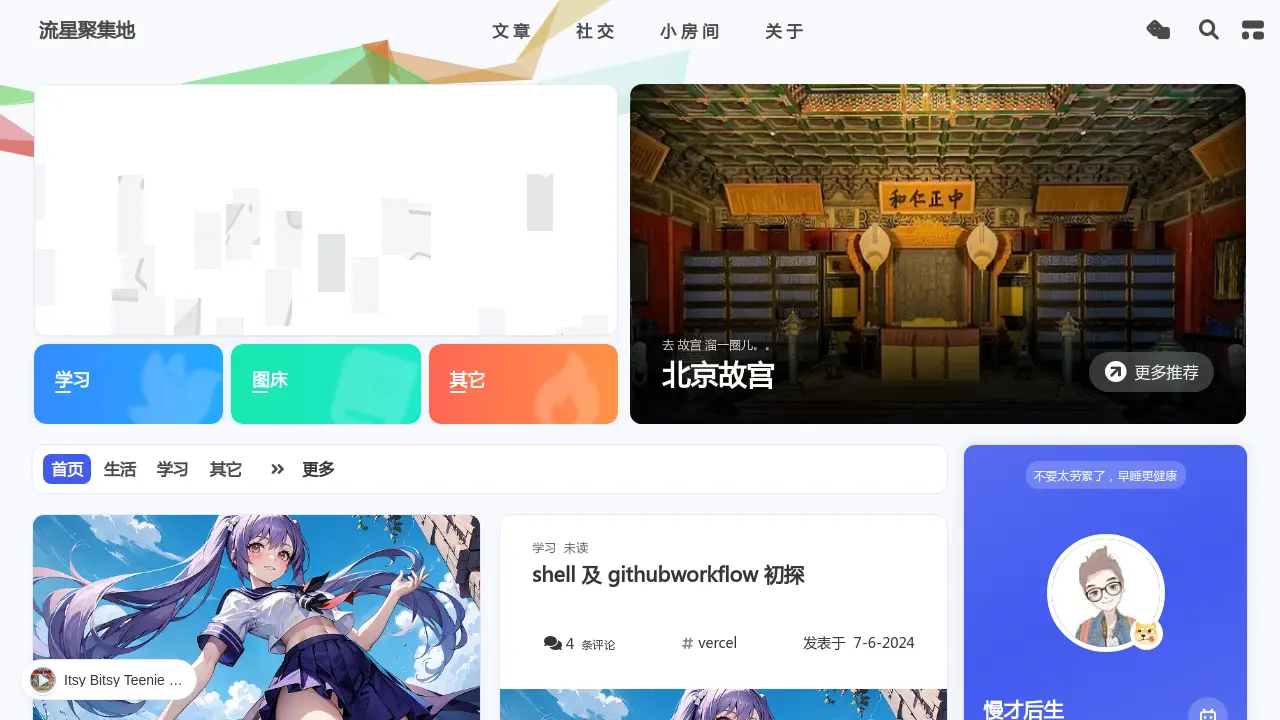 流星聚集地
文章 社交 小房间 关于
中正仁和
去 故宫 溜一圈儿。。
北京故宫
更多推荐
学习
图床
其它
首页 生活 学习 其它 更多
不要太劳累了，早睡更健康
学习 未读
shell 及 githubworkflow 初探
4 条评论 # vercel 发表于 7-6-2024
慢才后生
Itsy Bitsy Teenie ...